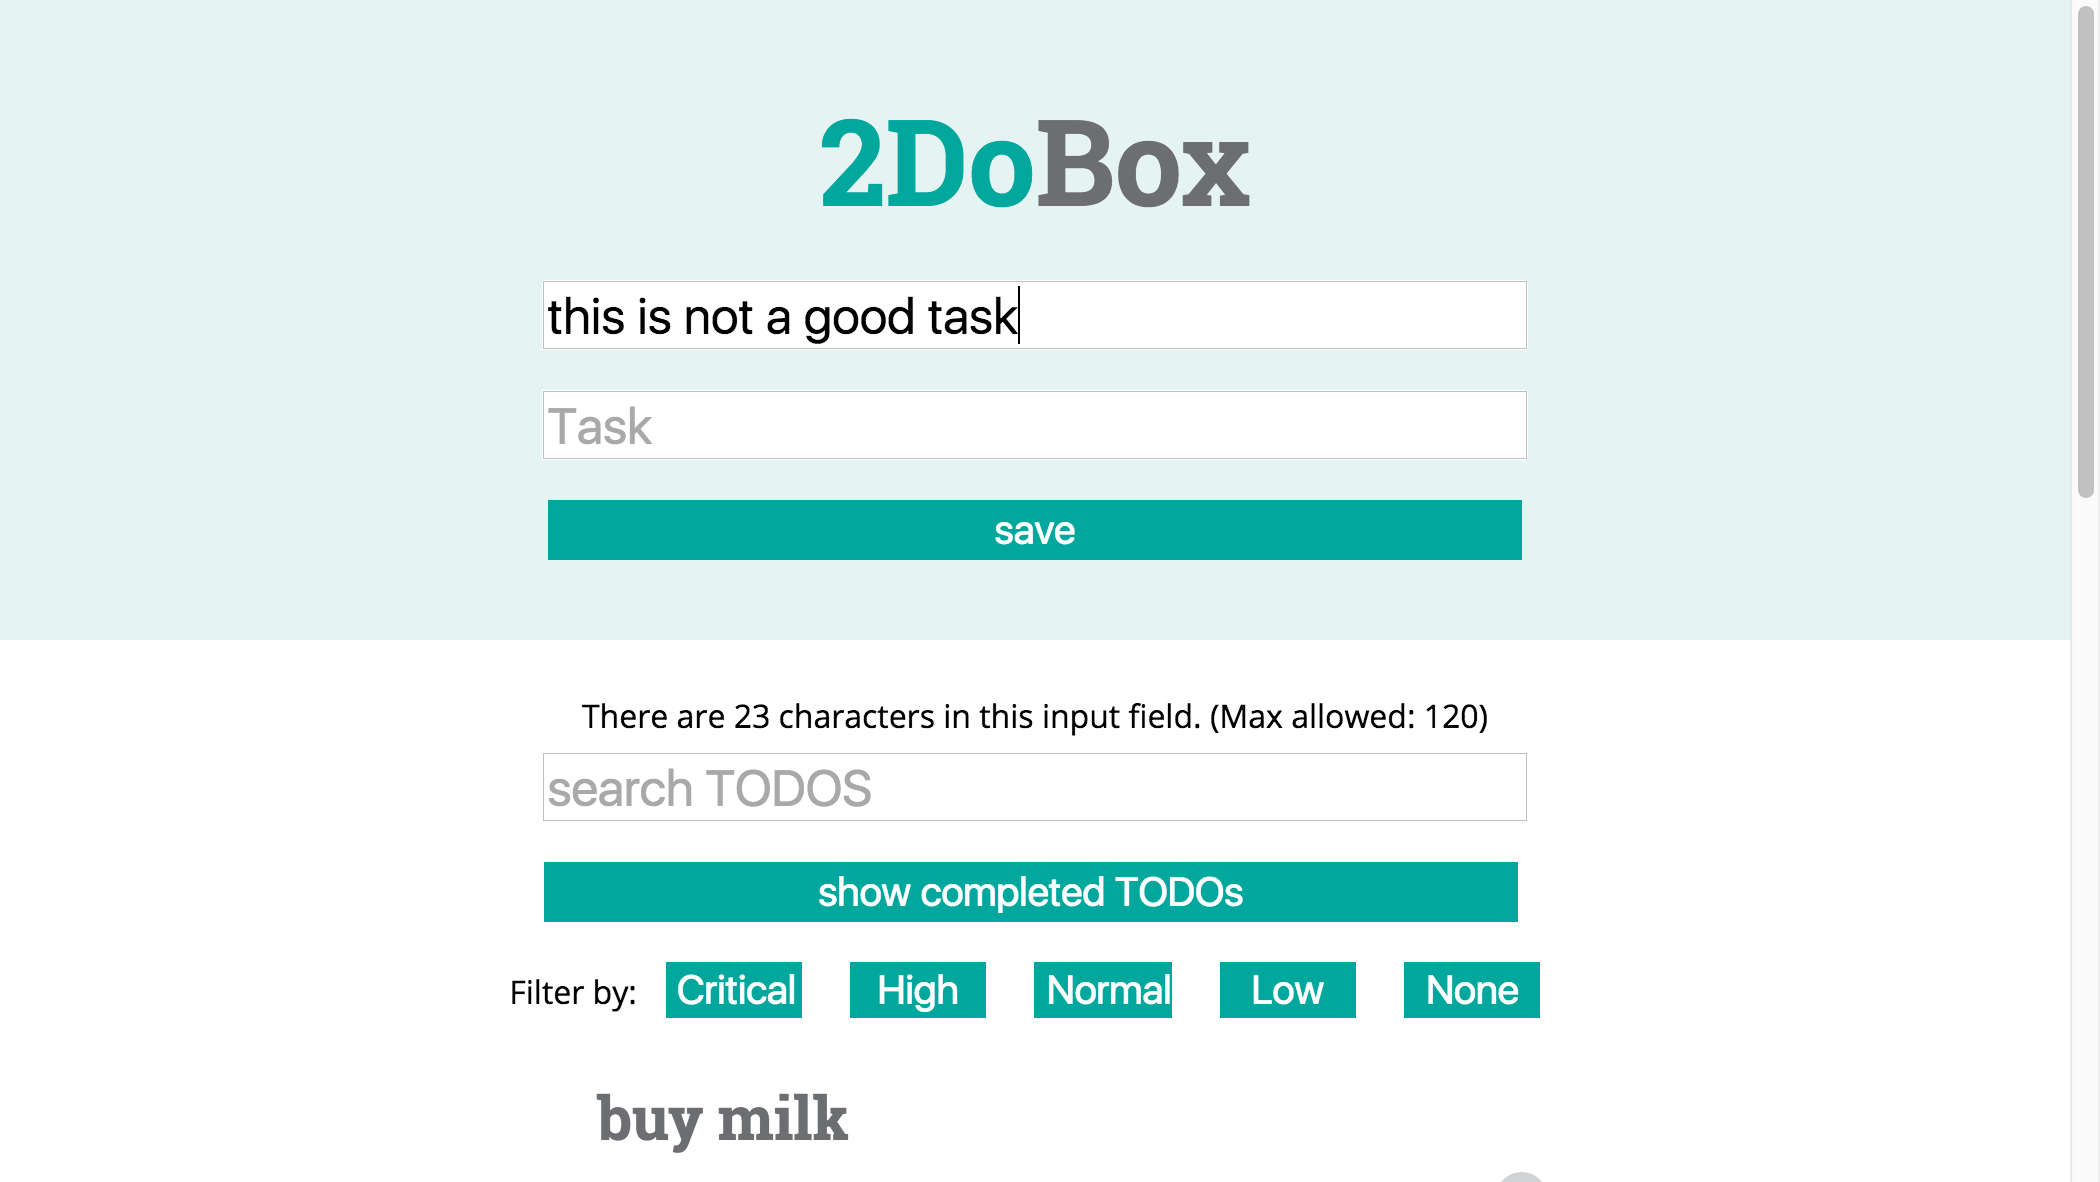 2DoBox
this is not a good task
Task
save
There are 23 characters in this input field. (Max allowed: 120)
search TODOS
show completed TODOs
Filter by: Critical High Normal Low None
buy milk